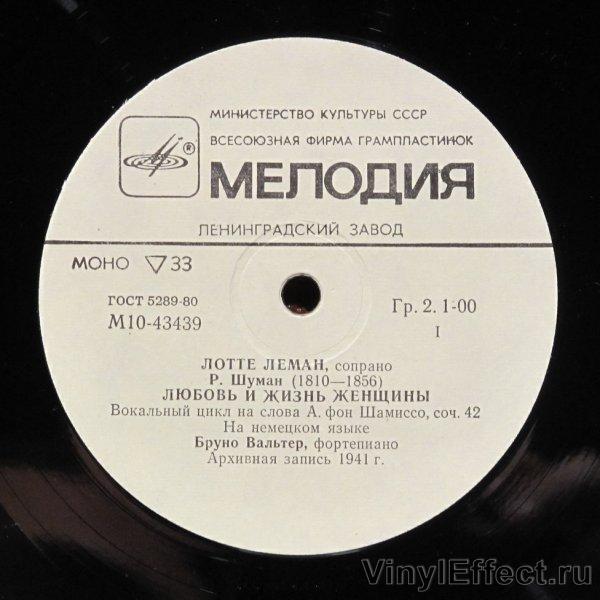 МИНИСТЕРСТВО КУЛЬТУРЫ СССР
ВСЕСОЮЗНАЯ ФИРМА ГРАМПЛАСТИНОК
®
МЕЛОДИЯ
ЛЕНИНГРАДСКИЙ ЗАВОД
МОНО ▽33
ГОСТ 5289-80
М10-43439
Гр. 2. 1-00
I
ЛОТТЕ ЛЕМАН, сопрано
Р. Шуман (1810—1856)
ЛЮБОВЬ И ЖИЗНЬ ЖЕНЩИНЫ
Вокальный цикл на слова А. фон Шамиссо, соч. 42
На немецком языке
Бруно Вальтер, фортепиано
Архивная запись 1941 г.
VinylEffect.ru